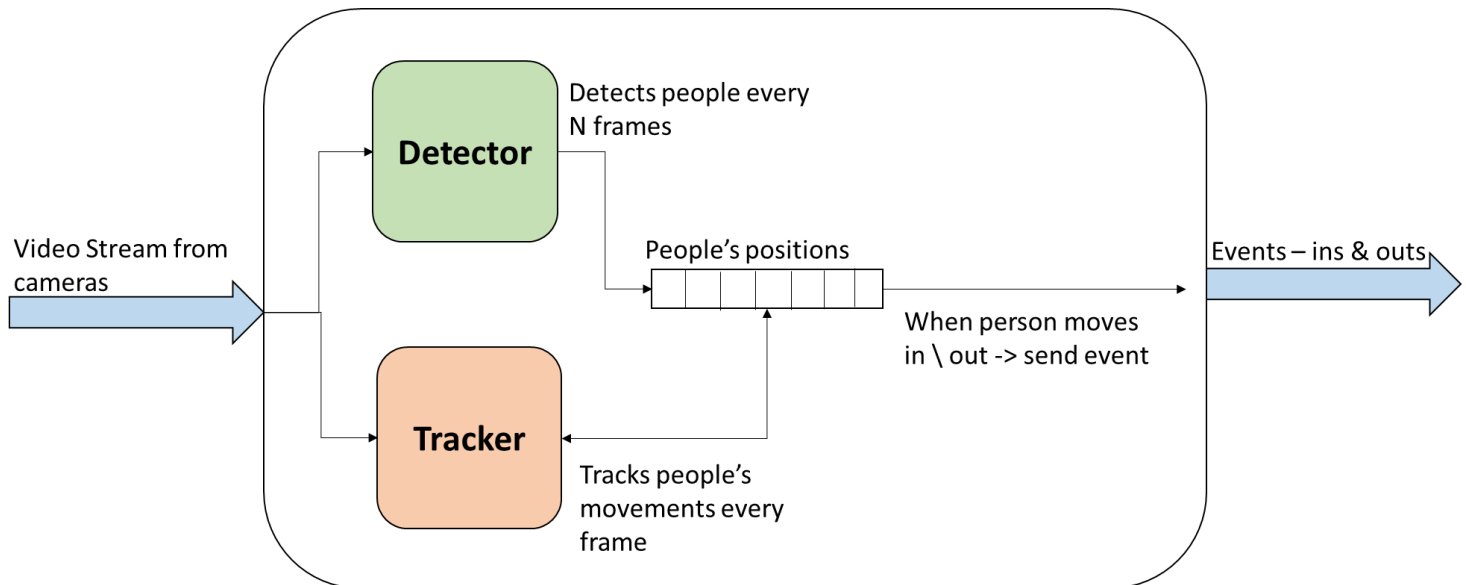 Detects people every
N frames
Detector
Video Stream from
cameras
People's positions
Events – ins & outs
When person moves
in \ out -> send event
Tracker
Tracks people's
movements every
frame